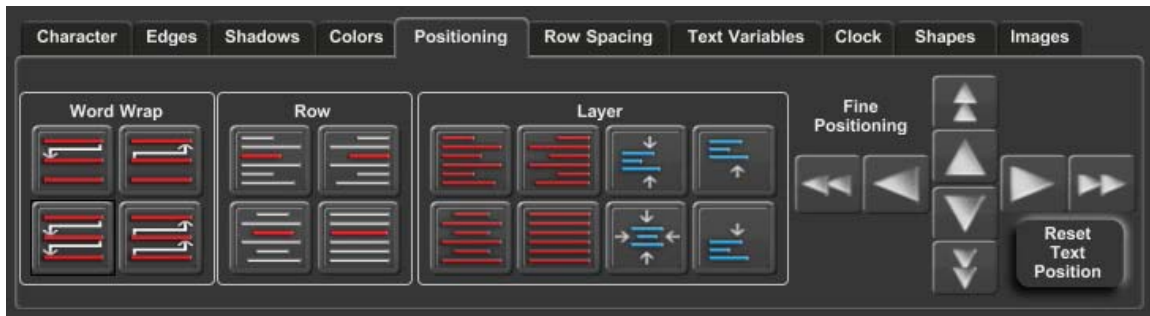 Character Edges Shadows Colors Positioning Row Spacing Text Variables Clock Shapes Images
Word Wrap
Row
Layer
Fine
Positioning
Reset
Text
Position